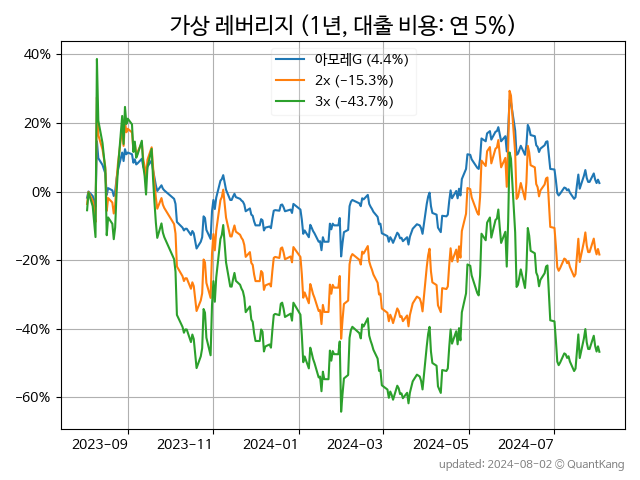 가상 레버리지 (1년, 대출 비용: 연 5%)
아모레G (4.4%)
2x (−15.3%)
3x (−43.7%)
40%
20%
0%
−20%
−40%
−60%
2023-09 2023-11 2024-01 2024-03 2024-05 2024-07
updated: 2024-08-02 © QuantKang